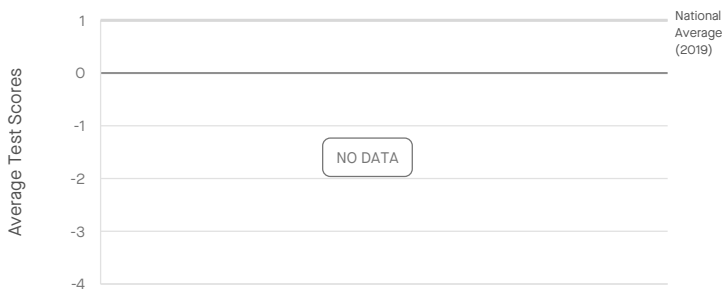 Average Test Scores
1
0
-1
-2
-3
-4
NO DATA
National
Average
(2019)